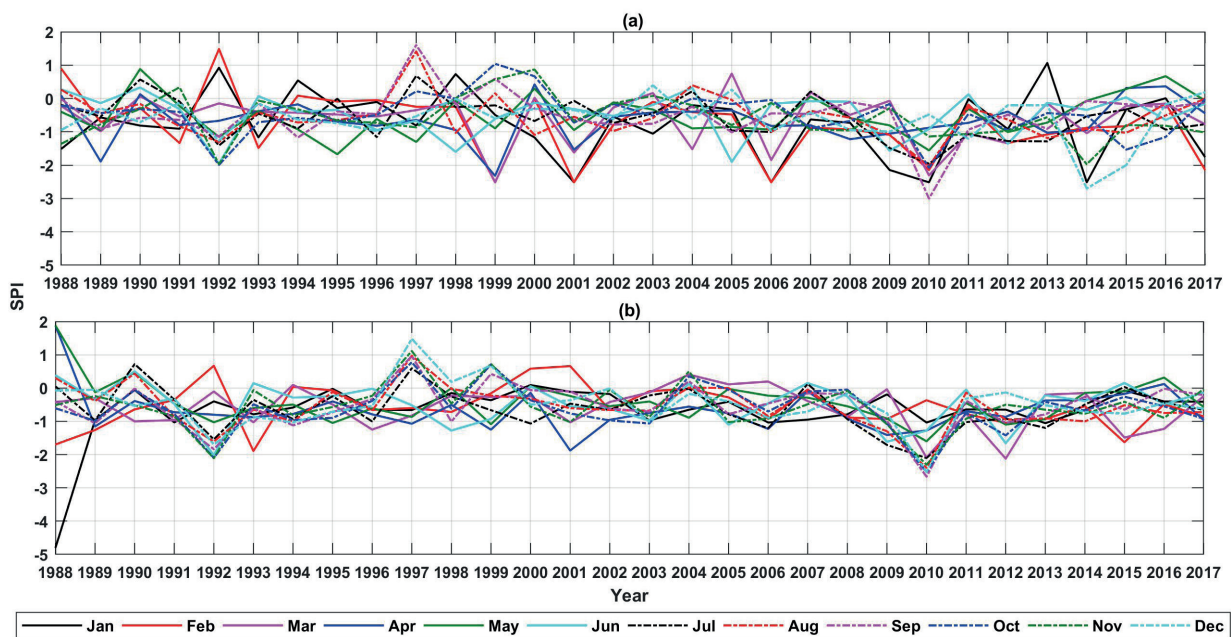 (a)
2
1
0
-1
-2
-3
-4
-5
1988 1989 1990 1991 1992 1993 1994 1995 1996 1997 1998 1999 2000 2001 2002 2003 2004 2005 2006 2007 2008 2009 2010 2011 2012 2013 2014 2015 2016 2017
SPI
(b)
2
1
0
-1
-2
-3
-4
-5
1988 1989 1990 1991 1992 1993 1994 1995 1996 1997 1998 1999 2000 2001 2002 2003 2004 2005 2006 2007 2008 2009 2010 2011 2012 2013 2014 2015 2016 2017
Year
Jan Feb Mar Apr May Jun Jul Aug Sep Oct Nov Dec